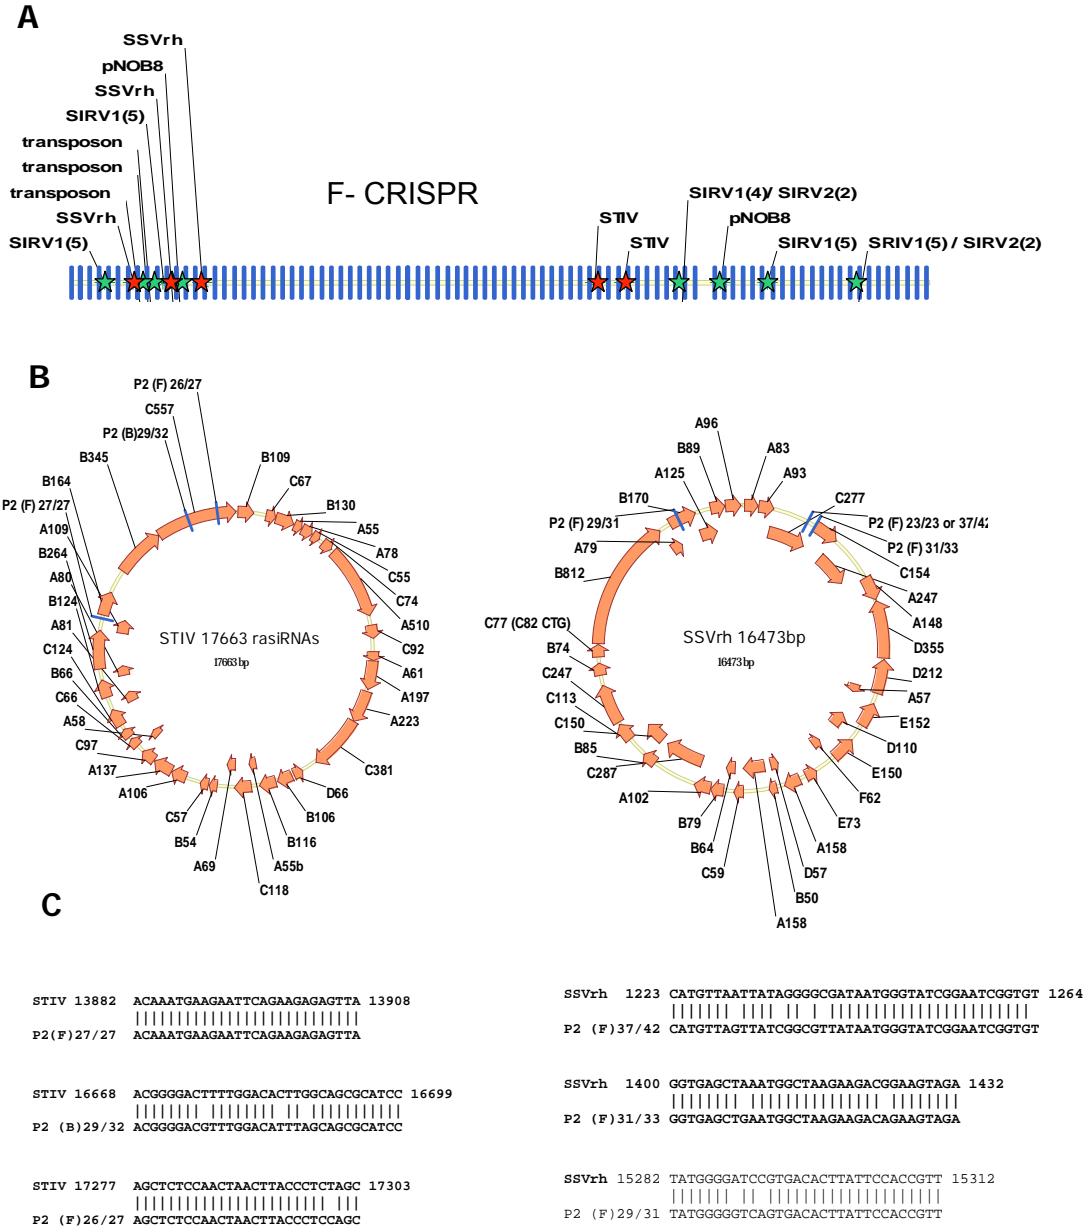 A
SSVrh
pNOB8
SSVrh
SIRV1(5)
transposon
transposon
transposon
SSVrh
SIRV1(5)
F- CRISPR
SIRV1(4)/ SIRV2(2)
STIV
pNOB8
STIV
SIRV1(5)
SRIV1(5) / SIRV2(2)
B
P2 (F) 26/27
C557
P2 (B)29/32
B345
B164
P2 (F) 27/27
A109
B264
A80
B124
A81
C124
B66
C66
A58
C97
A137
A106
C57
B54
A69
C118
A55b
B116
B106
D66
C381
A223
A197
A61
C92
A510
C74
C55
A78
A55
B130
C67
B109
STIV 17663 rasiRNAs
17663 bp
A96
B89
A125
B170
P2 (F) 29/31
A79
B812
C77 (C82 CTG)
B74
C247
C113
C150
B85
C287
A102
B79
B64
C59
A158
B50
D57
A158
E73
F62
E150
D110
E152
A57
D212
D355
A148
A247
C154
P2 (F) 31/33
P2 (F) 23/23 or 37/42
C277
A93
A83
SSVrh 16473bp
16473 bp
C
STIV 13882 ACAAATGAAGAATTCAGAAGAGAGTTA 13908
P2(F)27/27 ACAAATGAAGAATTCAGAAGAGAGTTA
STIV 16668 ACGGGGACTTTTGGACACTTGGCAGCGCATCC 16699
P2 (B)29/32 ACGGGGACGTTTGGACATTTAGCAGCGCATCC
STIV 17277 AGCTCTCCAACTAACTTACCCTCTAGC 17303
P2 (F)26/27 AGCTCTCCAACTAACTTACCCTCCAGC
SSVrh 1223 CATGTTAATTATAGGGGCGATAATGGGTATCGGAATCGGTGT 1264
P2 (F)37/42 CATGTTAGTTATCGGCGTTATAATGGGTATCGGAATCGGTGT
SSVrh 1400 GGTGAGCTAAATGGCTAAGAAGACGGAAGTAGA 1432
P2 (F)31/33 GGTGAGCTGAATGGCTAAGAAGACAGAAGTAGA
SSVrh 15282 TATGGGGATCCGTGACACTTATTCCACCGTT 15312
P2 (F)29/31 TATGGGGGTCAGTGACACTTATTCCACCGTT